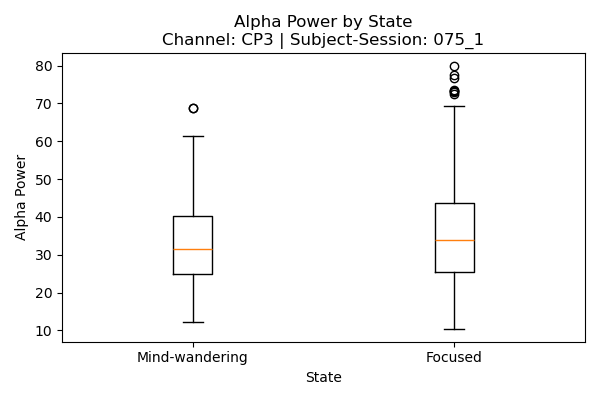 Alpha Power by State
Channel: CP3 | Subject-Session: 075_1
80
70
60
50
40
30
20
10
Alpha Power
Mind-wandering
Focused
State